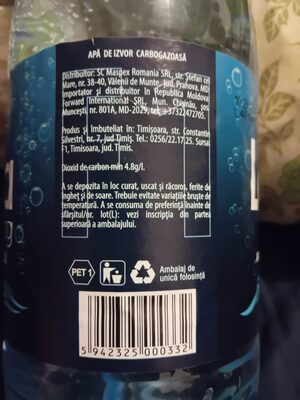 APĂ DE IZVOR CARBOGAZOASĂ
Distribuitor: SC Maspex Romania SRL, str. Ștefan cel
Mare, nr. 38-40, Vălenii de Munte, jud. Prahova. MD:
Importator și distribuitor în Republica Moldova
Forward International SRL, Mun. Chișinău, șos.
Muncești nr. 801A, MD-2029, tel. +37322472705.
Produs și îmbuteliat în: Timișoara, str. Constantin
Silvestri, nr. 7, jud Timiș. Tel.: 0256/22.17.25. Sursa:
F1, Timisoara, jud. Timis.
Dioxid de carbon min 4.8g/l.
A se depozita în loc curat, uscat și răcoros, ferite de
îngheț și de soare. Trebuie evitate variațiile bruște de
temperatură. A se consuma de preferință înainte de
sfârșitul/nr. lot(L): vezi inscripția din partea
superioară a ambalajului.
PET 1
Ambalaj de
unică folosință
5 942325 000332